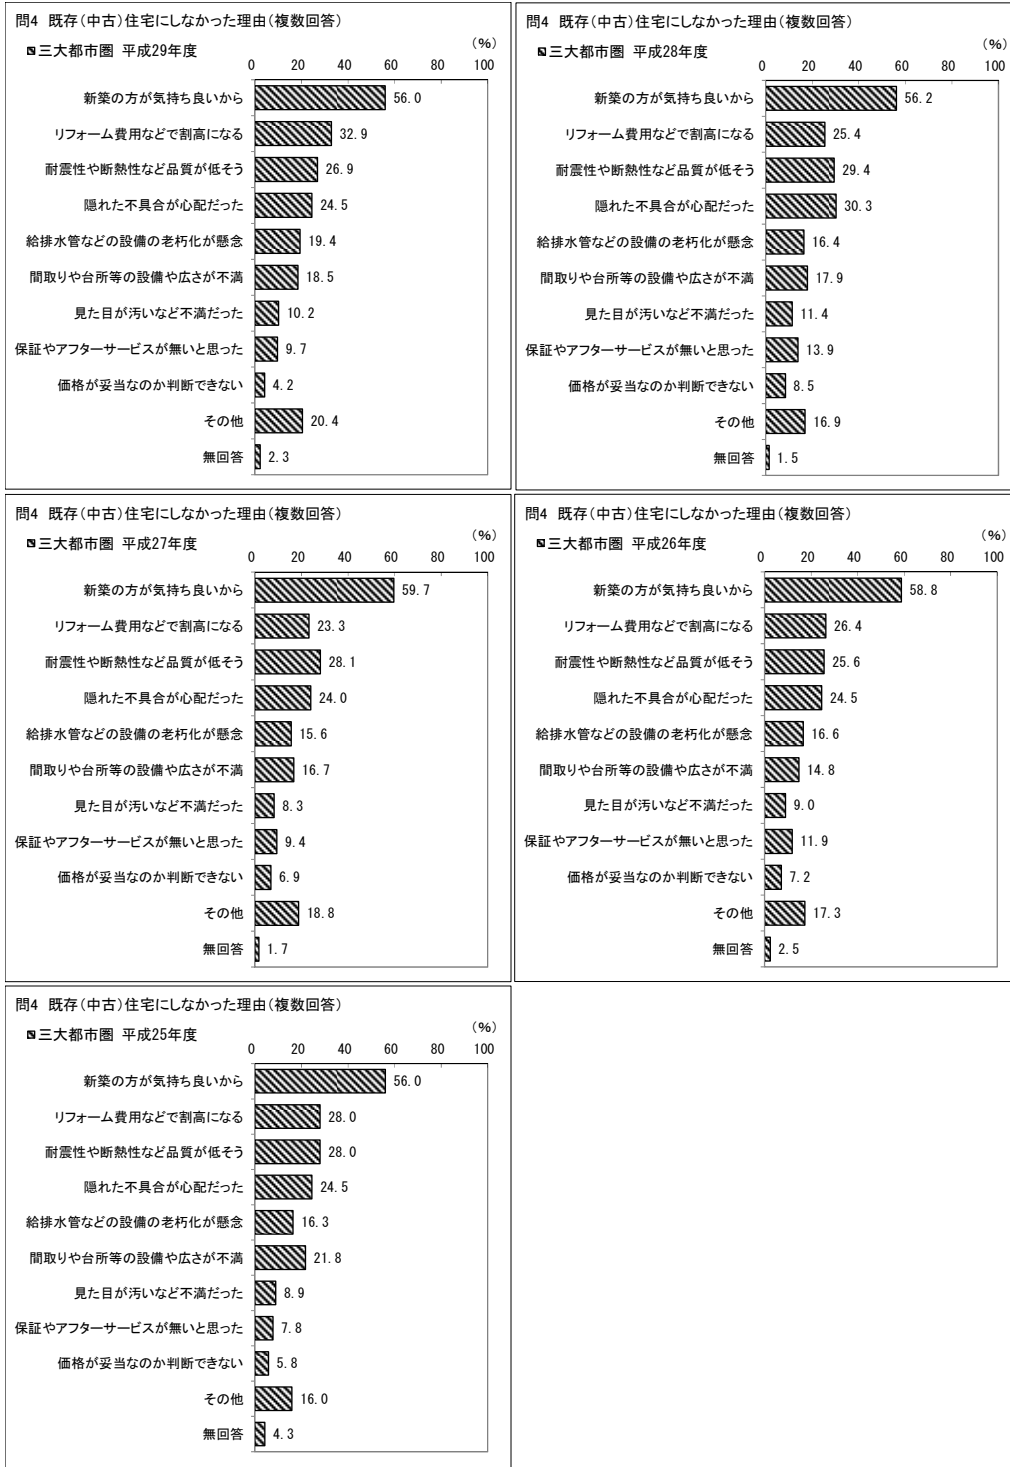 問4 既存(中古)住宅にしなかった理由(複数回答)
三大都市圏 平成29年度
(%)
0 20 40 60 80 100
新築の方が気持ち良いから 56.0
リフォーム費用などで割高になる 32.9
耐震性や断熱性など品質が低そう 26.9
隠れた不具合が心配だった 24.5
給排水管などの設備の老朽化が懸念 19.4
間取りや台所等の設備や広さが不満 18.5
見た目が汚いなど不満だった 10.2
保証やアフターサービスが無いと思った 9.7
価格が妥当なのか判断できない 4.2
その他 20.4
無回答 2.3
問4 既存(中古)住宅にしなかった理由(複数回答)
三大都市圏 平成28年度
(%)
0 20 40 60 80 100
新築の方が気持ち良いから 56.2
リフォーム費用などで割高になる 25.4
耐震性や断熱性など品質が低そう 29.4
隠れた不具合が心配だった 30.3
給排水管などの設備の老朽化が懸念 16.4
間取りや台所等の設備や広さが不満 17.9
見た目が汚いなど不満だった 11.4
保証やアフターサービスが無いと思った 13.9
価格が妥当なのか判断できない 8.5
その他 16.9
無回答 1.5
問4 既存(中古)住宅にしなかった理由(複数回答)
三大都市圏 平成27年度
(%)
0 20 40 60 80 100
新築の方が気持ち良いから 59.7
リフォーム費用などで割高になる 23.3
耐震性や断熱性など品質が低そう 28.1
隠れた不具合が心配だった 24.0
給排水管などの設備の老朽化が懸念 15.6
間取りや台所等の設備や広さが不満 16.7
見た目が汚いなど不満だった 8.3
保証やアフターサービスが無いと思った 9.4
価格が妥当なのか判断できない 6.9
その他 18.8
無回答 1.7
問4 既存(中古)住宅にしなかった理由(複数回答)
三大都市圏 平成26年度
(%)
0 20 40 60 80 100
新築の方が気持ち良いから 58.8
リフォーム費用などで割高になる 26.4
耐震性や断熱性など品質が低そう 25.6
隠れた不具合が心配だった 24.5
給排水管などの設備の老朽化が懸念 16.6
間取りや台所等の設備や広さが不満 14.8
見た目が汚いなど不満だった 9.0
保証やアフターサービスが無いと思った 11.9
価格が妥当なのか判断できない 7.2
その他 17.3
無回答 2.5
問4 既存(中古)住宅にしなかった理由(複数回答)
三大都市圏 平成25年度
(%)
0 20 40 60 80 100
新築の方が気持ち良いから 56.0
リフォーム費用などで割高になる 28.0
耐震性や断熱性など品質が低そう 28.0
隠れた不具合が心配だった 24.5
給排水管などの設備の老朽化が懸念 16.3
間取りや台所等の設備や広さが不満 21.8
見た目が汚いなど不満だった 8.9
保証やアフターサービスが無いと思った 7.8
価格が妥当なのか判断できない 5.8
その他 16.0
無回答 4.3